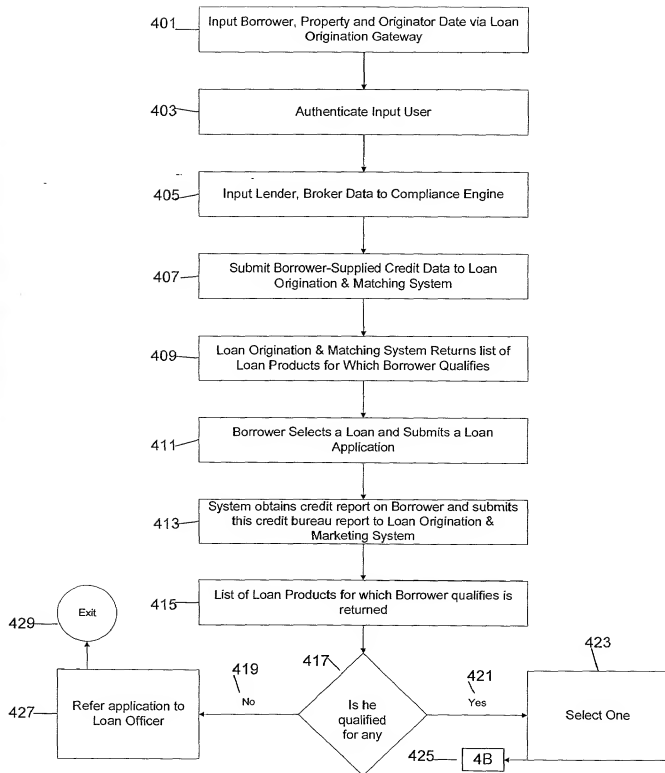 401
Input Borrower, Property and Originator Date via Loan
Origination Gateway
403
Authenticate Input User
405
Input Lender, Broker Data to Compliance Engine
407
Submit Borrower-Supplied Credit Data to Loan
Origination & Matching System
409
Loan Origination & Matching System Returns list of
Loan Products for Which Borrower Qualifies
411
Borrower Selects a Loan and Submits a Loan
Application
413
System obtains credit report on Borrower and submits
this credit bureau report to Loan Origination &
Marketing System
415
List of Loan Products for which Borrower qualifies is
returned
417
Is he
qualified
for any
419
No
427
Refer application to
Loan Officer
429
Exit
421
Yes
423
Select One
425
4B